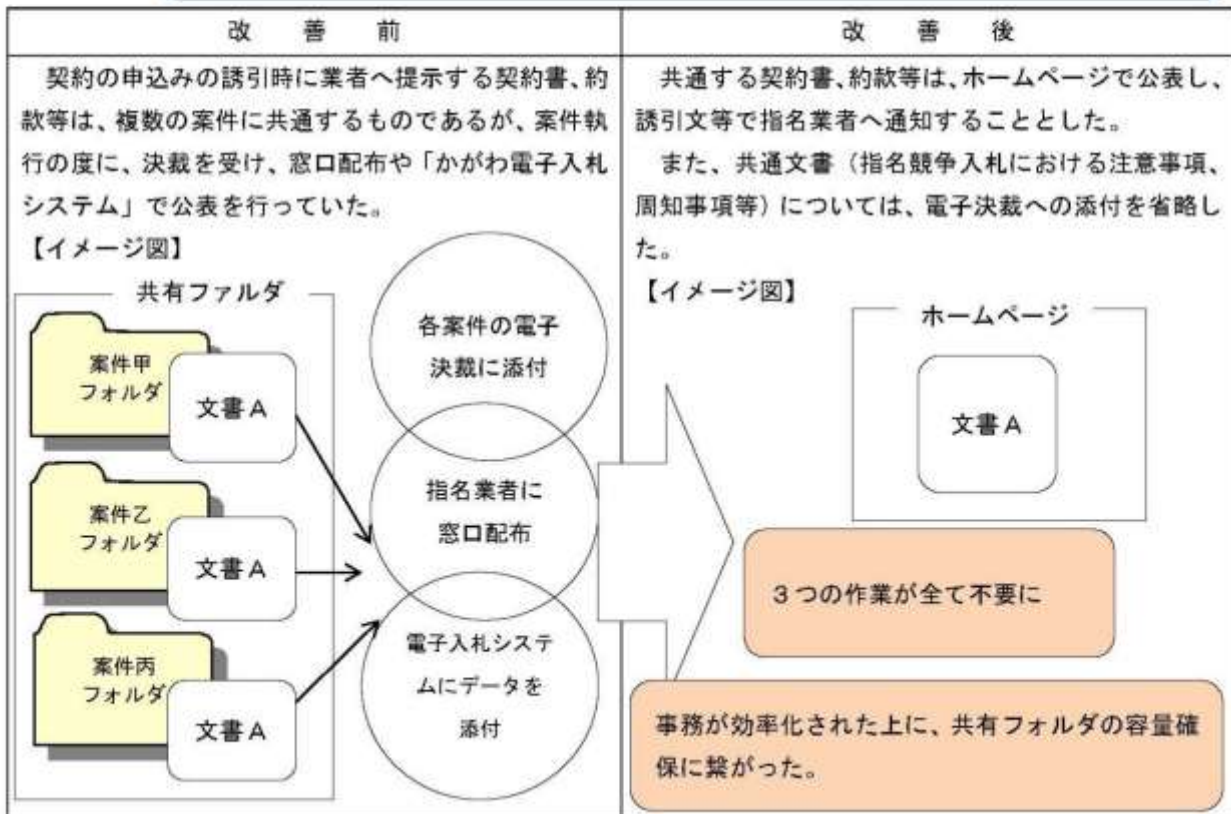 改善前
契約の申込みの誘引時に業者へ提示する契約書、約
款等は、複数の案件に共通するものであるが、案件執
行の度に、決裁を受け、窓口配布や「かがわ電子入札
システム」で公表を行っていた。
【イメージ図】
共有ファルダ
案件甲
フォルダ
文書A
案件乙
フォルダ
文書A
案件丙
フォルダ
文書A
各案件の電子
決裁に添付
指名業者に
窓口配布
電子入札システ
ムにデータを
添付
改善後
共通する契約書、約款等は、ホームページで公表し、
誘引文等で指名業者へ通知することとした。
また、共通文書（指名競争入札における注意事項、
周知事項等）については、電子決裁への添付を省略し
た。
【イメージ図】
ホームページ
文書A
3つの作業が全て不要に
事務が効率化された上に、共有フォルダの容量確
保に繋がった。